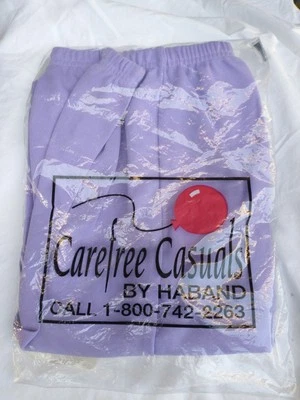 Carefree Casuals
BY HABAND
CALL 1-800-742-2263